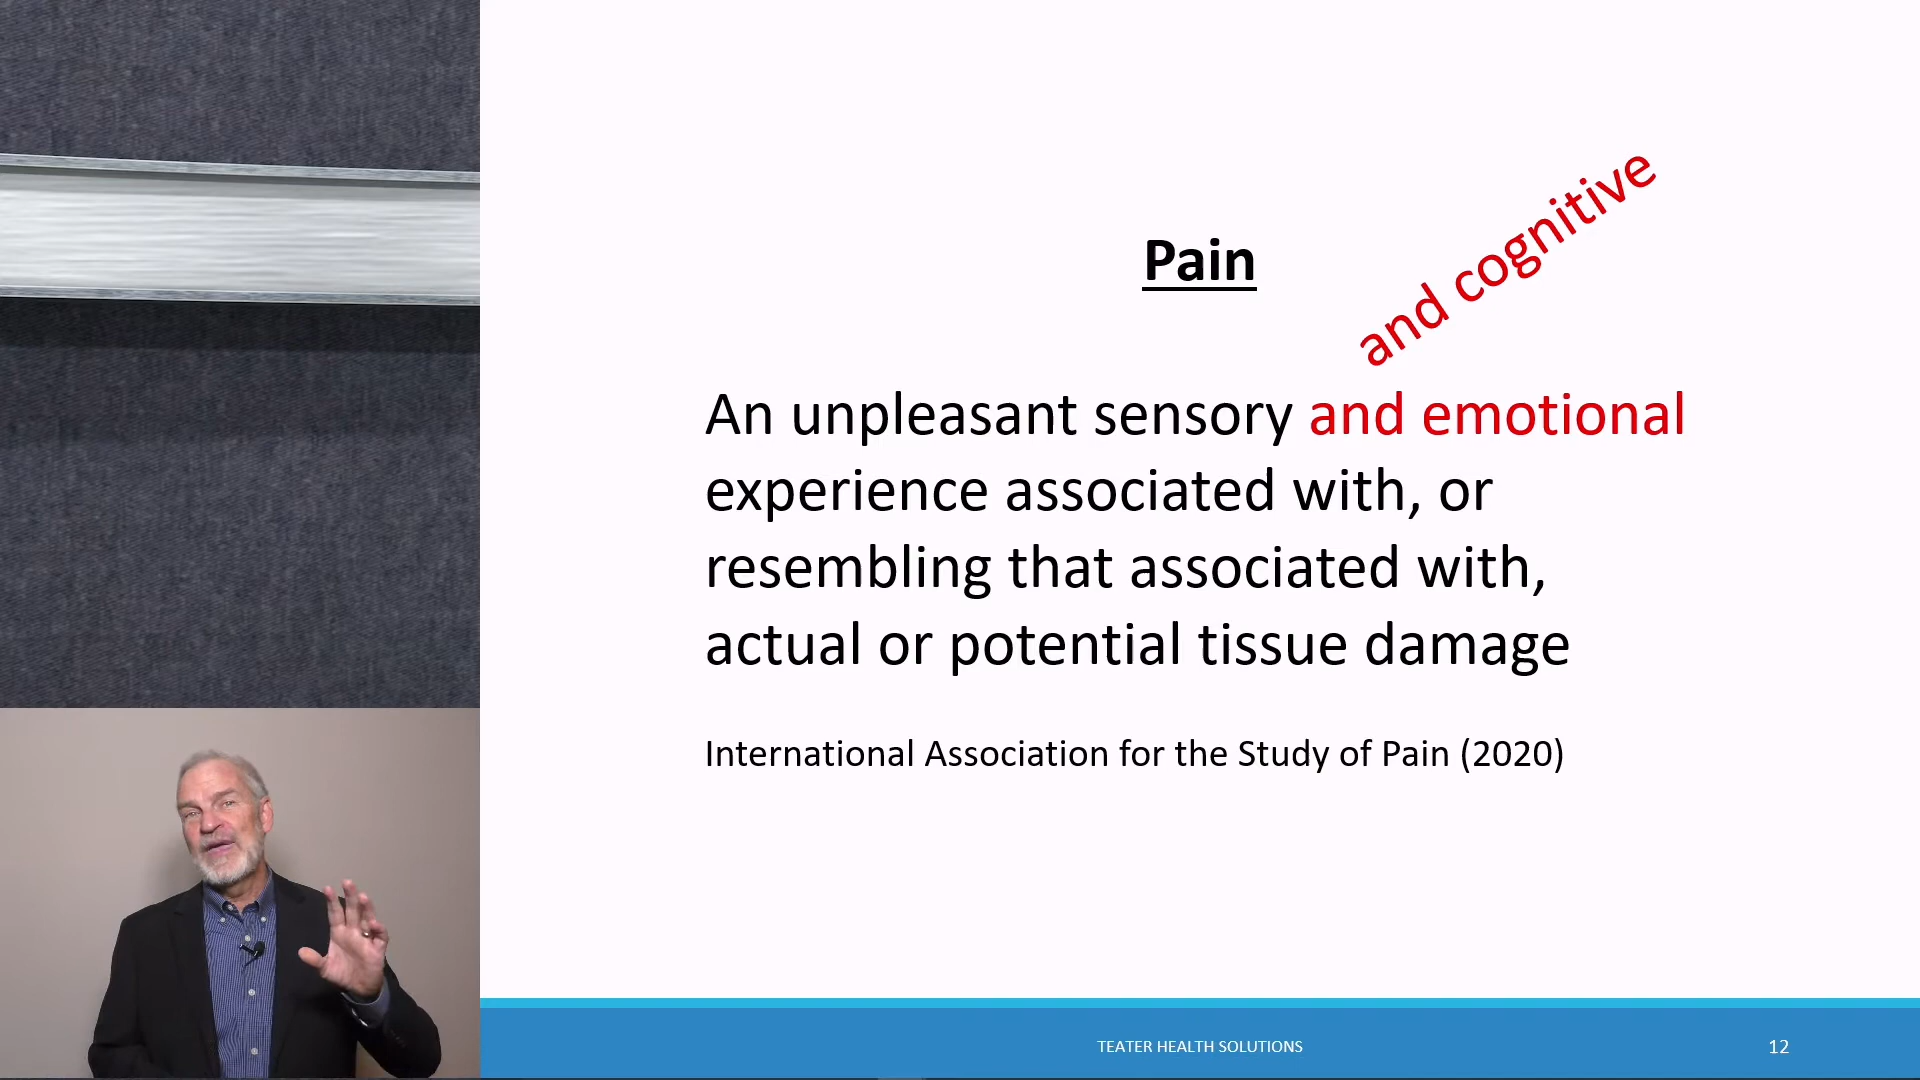 Pain
and cognitive
An unpleasant sensory and emotional
experience associated with, or
resembling that associated with,
actual or potential tissue damage
International Association for the Study of Pain (2020)
TEATER HEALTH SOLUTIONS
12